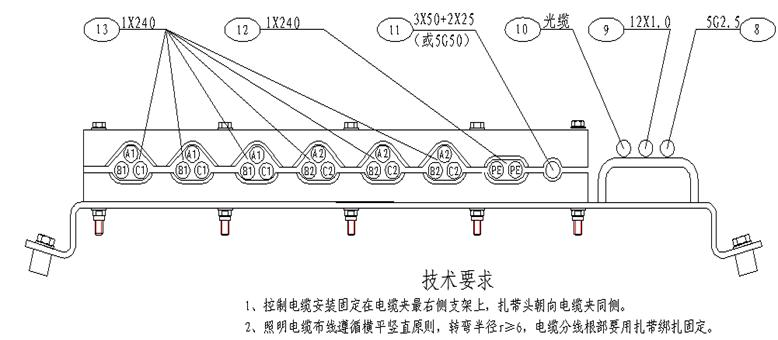 13 1X240 12 1X240 11 3X50+2X25 10 光缆 9 12X1.0 5G2.5 8
(或5G50)
A1 A1 A1 A2 A2 A2
B1 C1 B1 C1 B1 C1 B2 C2 B2 C2 B2 C2 PE PE
技术要求
1、控制电缆安装固定在电缆夹最右侧支架上，扎带头朝向电缆夹同侧。
2、照明电缆布线遵循横平竖直原则，转弯半径r≥6，电缆分线根部要用扎带绑扎固定。